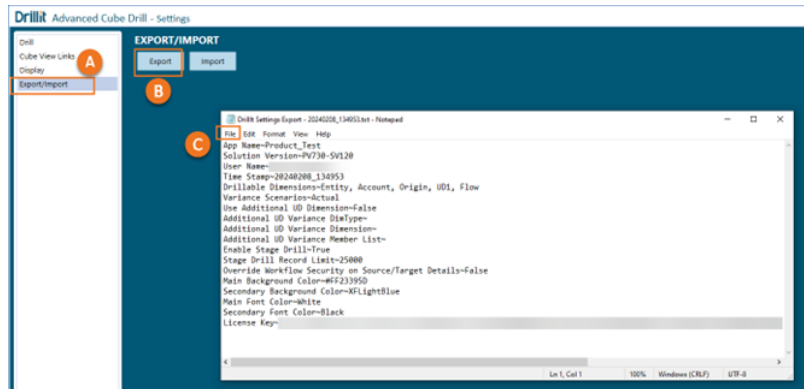 Drillit Advanced Cube Drill - Settings
Drill
Cube View Links
Display
Export/Import
A
EXPORT/IMPORT
Export Import
B
Drillit Settings Export - 20240208_134953.txt - Notepad
File Edit Format View Help
C
App Name~Product_Test
Solution Version~PV730-SV120
User Name~
Time Stamp~20240208_134953
Drillable Dimensions~Entity, Account, Origin, UD1, Flow
Variance Scenarios~Actual
Use Additional UD Dimension~False
Additional UD Variance DimType~
Additional UD Variance Dimension~
Additional UD Variance Member List~
Enable Stage Drill~True
Stage Drill Record Limit~25000
Override Workflow Security on Source/Target Details~False
Main Background Color~#FF23395D
Secondary Background Color~XFLightBlue
Main Font Color~White
Secondary Font Color~Black
License Key~
Ln 1, Col 1 100% Windows (CRLF) UTF-8